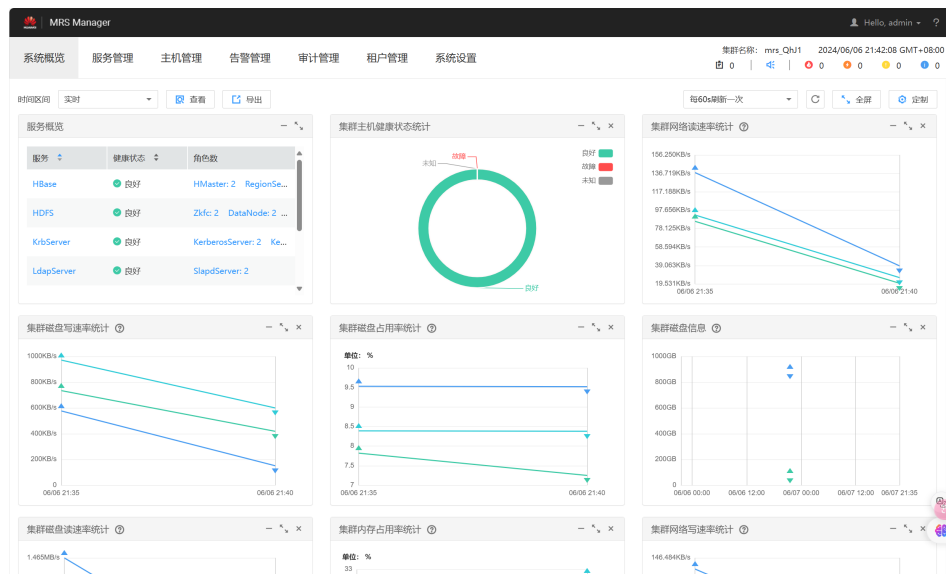 MRS Manager
Hello, admin
?
系统概览 服务管理 主机管理 告警管理 审计管理 租户管理 系统设置
集群名称: mrs_QhJ1 2024/06/06 21:42:08 GMT+08:00
0 0 0 0 0
时间区间 实时 查看 导出 每60s刷新一次 全屏 定制
服务概览
服务 健康状态 角色数
HBase 良好 HMaster: 2 RegionSe...
HDFS 良好 Zkfc: 2 DataNode: 2 ...
KrbServer 良好 KerberosServer: 2 Ke...
LdapServer 良好 SlapdServer: 2
集群主机健康状态统计
故障
未知
良好
良好
故障
未知
集群网络读速率统计
156.250KB/s
136.719KB/s
117.188KB/s
97.656KB/s
78.125KB/s
58.594KB/s
39.063KB/s
19.531KB/s
06/06 21:35 06/06 21:40
集群磁盘写速率统计
1000KB/s
800KB/s
600KB/s
400KB/s
200KB/s
0
06/06 21:35 06/06 21:40
集群磁盘占用率统计
单位: %
10
9.5
9
8.5
8
7.5
7
06/06 21:35 06/06 21:40
集群磁盘信息
1000GB
800GB
600GB
400GB
200GB
0
06/06 00:00 06/06 12:00 06/07 00:00 06/07 12:00 06/07 21:35
集群磁盘读速率统计
1.465MB/s
集群内存占用率统计
单位: %
33
集群网络写速率统计
146.484KB/s